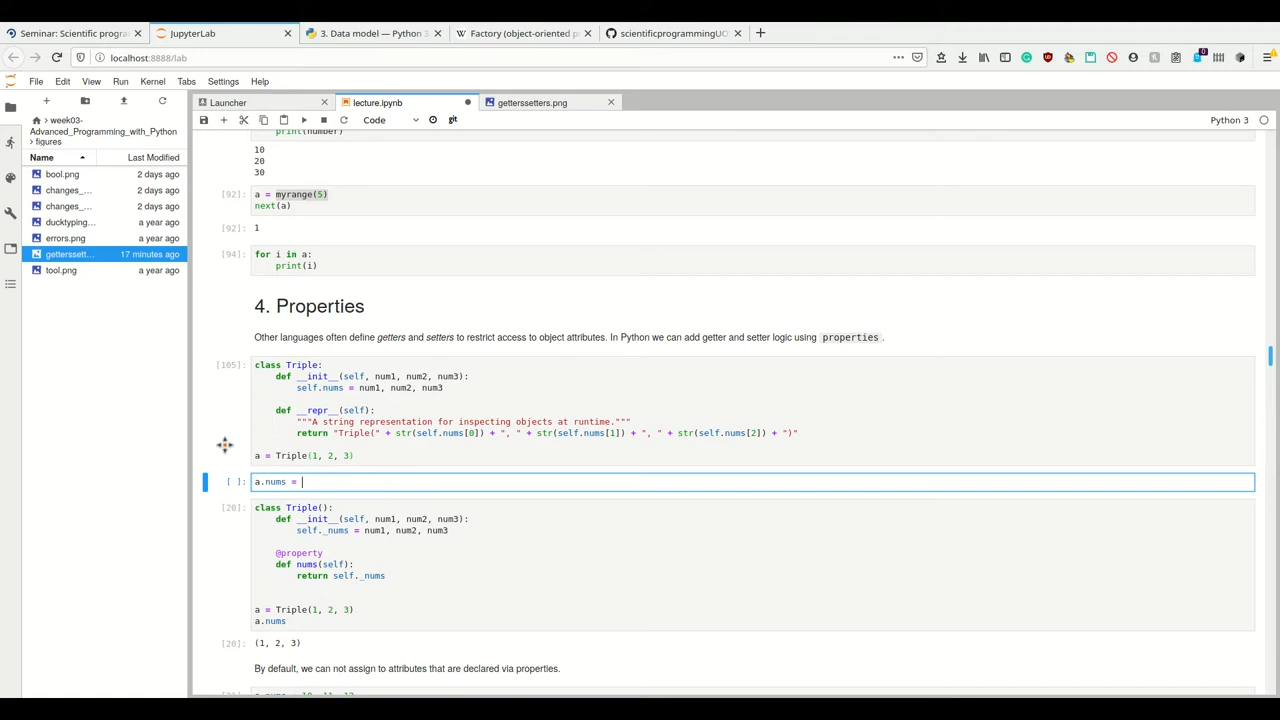 Seminar: Scientific progra
JupyterLab
3. Data model — Python 3
Factory (object-oriented p
scientificprogrammingUO
localhost:8888/lab
File Edit View Run Kernel Tabs Settings Help
Launcher
lecture.ipynb
getterssetters.png
Code
git
Python 3
week03-
Advanced_Programming_with_Python
/ figures
Name Last Modified
bool.png 2 days ago
changes_... 2 days ago
changes_... 2 days ago
ducktyping... a year ago
errors.png a year ago
getterssett... 17 minutes ago
tool.png a year ago
print(number)
10
20
30
[92]: a = myrange(5)
next(a)
[92]: 1
[94]: for i in a:
print(i)
4. Properties
Other languages often define getters and setters to restrict access to object attributes. In Python we can add getter and setter logic using properties .
[105]: class Triple:
def __init__(self, num1, num2, num3):
self.nums = num1, num2, num3
def __repr__(self):
"""A string representation for inspecting objects at runtime."""
return "Triple(" + str(self.nums[0]) + ", " + str(self.nums[1]) + ", " + str(self.nums[2]) + ")"
a = Triple(1, 2, 3)
[ ]: a.nums =
[20]: class Triple():
def __init__(self, num1, num2, num3):
self._nums = num1, num2, num3
@property
def nums(self):
return self._nums
a = Triple(1, 2, 3)
a.nums
[20]: (1, 2, 3)
By default, we can not assign to attributes that are declared via properties.